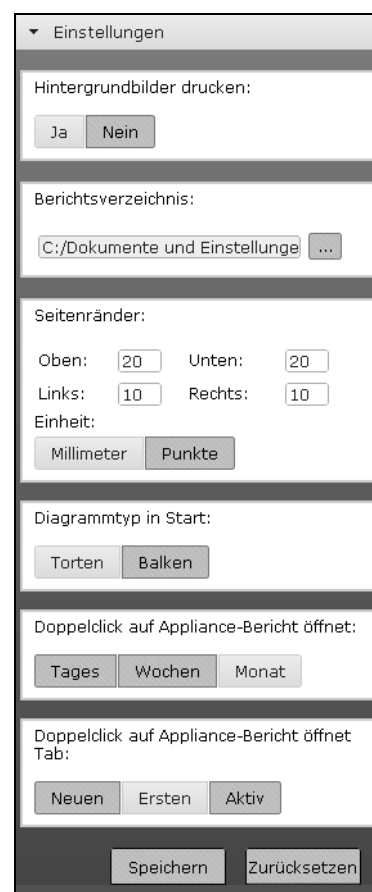 Einstellungen
Hintergrundbilder drucken:
Ja Nein
Berichtsverzeichnis:
C:/Dokumente und Einstellunge ...
Seitenränder:
Oben: 20 Unten: 20
Links: 10 Rechts: 10
Einheit:
Millimeter Punkte
Diagrammtyp in Start:
Torten Balken
Doppelclick auf Appliance-Bericht öffnet:
Tages Wochen Monat
Doppelclick auf Appliance-Bericht öffnet
Tab:
Neuen Ersten Aktiv
Speichern Zurücksetzen